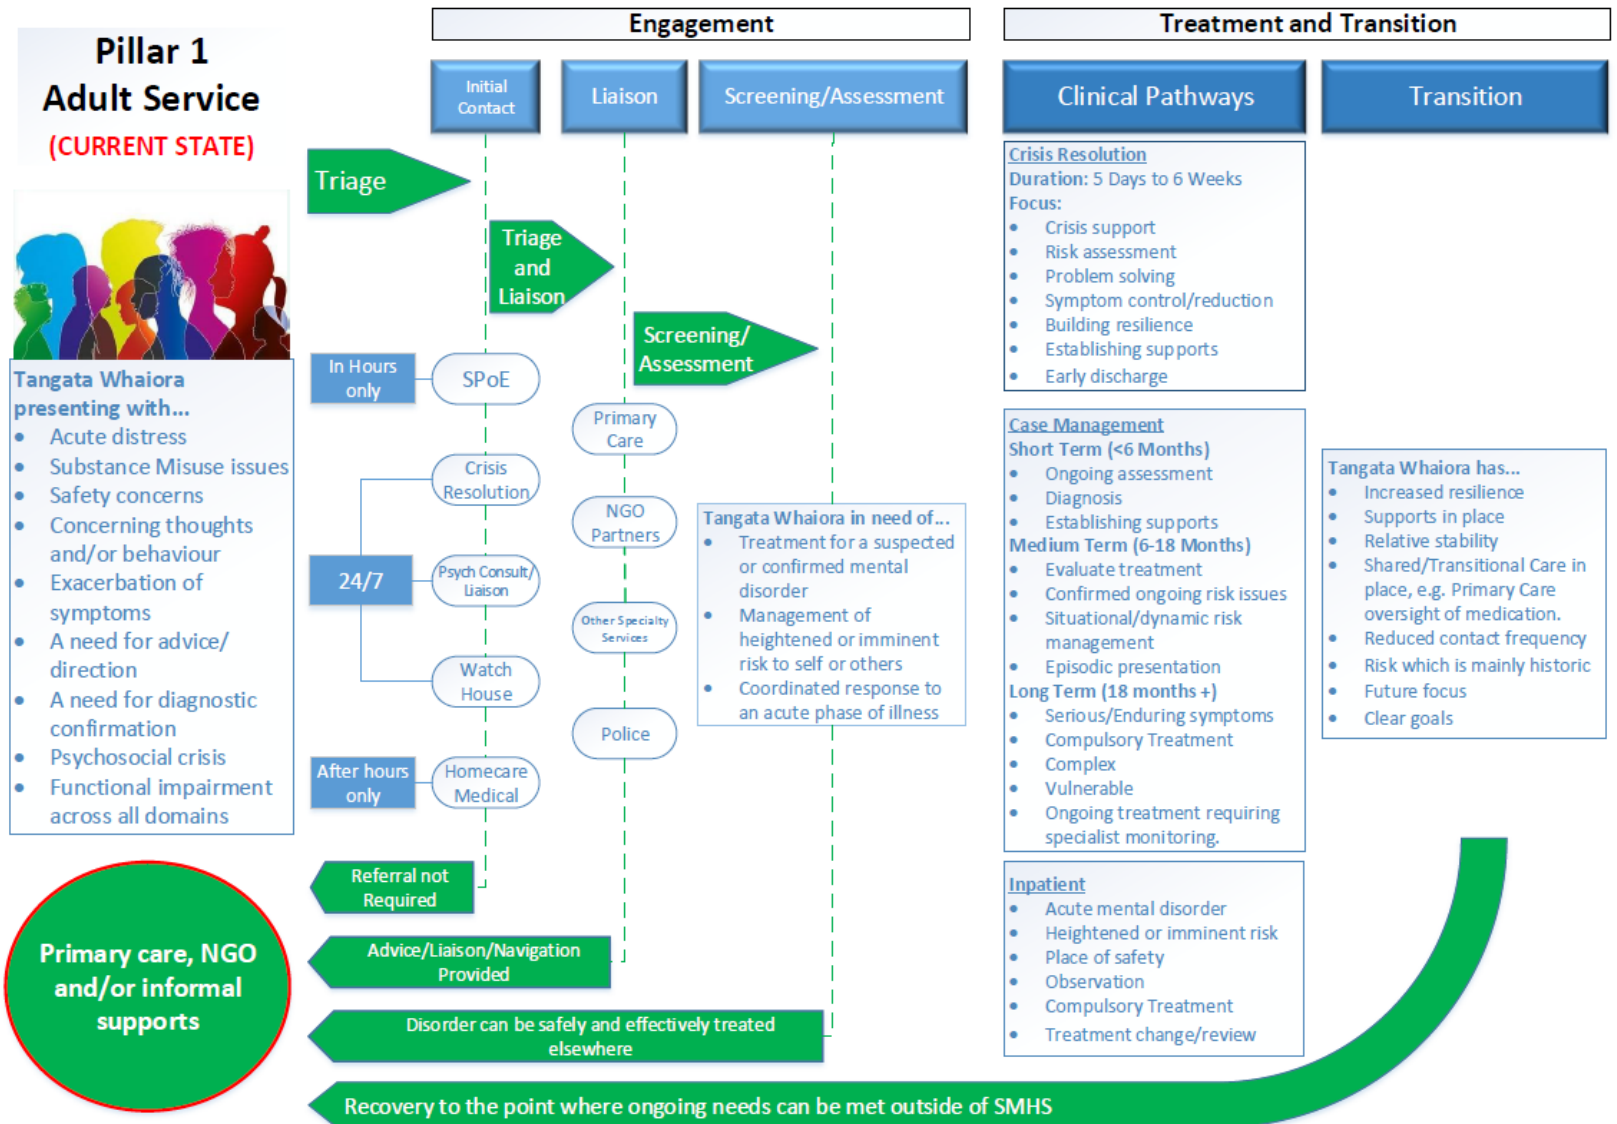 Pillar 1
Adult Service
(CURRENT STATE)
Tangata Whaiora
presenting with...
• Acute distress
• Substance Misuse issues
• Safety concerns
• Concerning thoughts
and/or behaviour
• Exacerbation of
symptoms
• A need for advice/
direction
• A need for diagnostic
confirmation
• Psychosocial crisis
• Functional impairment
across all domains
Primary care, NGO
and/or informal
supports
Engagement
Initial
Contact
Liaison
Screening/Assessment
Triage
Triage
and
Liaison
Screening/
Assessment
In Hours
only
SPoE
24/7
Crisis
Resolution
Psych Consult/
Liaison
Watch
House
After hours
only
Homecare
Medical
Primary
Care
NGO
Partners
Other Specialty
Services
Police
Tangata Whaiora in need of...
• Treatment for a suspected
or confirmed mental
disorder
• Management of
heightened or imminent
risk to self or others
• Coordinated response to
an acute phase of illness
Referral not
Required
Advice/Liaison/Navigation
Provided
Disorder can be safely and effectively treated
elsewhere
Recovery to the point where ongoing needs can be met outside of SMHS
Treatment and Transition
Clinical Pathways
Transition
Crisis Resolution
Duration: 5 Days to 6 Weeks
Focus:
• Crisis support
• Risk assessment
• Problem solving
• Symptom control/reduction
• Building resilience
• Establishing supports
• Early discharge
Case Management
Short Term (<6 Months)
• Ongoing assessment
• Diagnosis
• Establishing supports
Medium Term (6-18 Months)
• Evaluate treatment
• Confirmed ongoing risk issues
• Situational/dynamic risk
management
• Episodic presentation
Long Term (18 months +)
• Serious/Enduring symptoms
• Compulsory Treatment
• Complex
• Vulnerable
• Ongoing treatment requiring
specialist monitoring.
Inpatient
• Acute mental disorder
• Heightened or imminent risk
• Place of safety
• Observation
• Compulsory Treatment
• Treatment change/review
Tangata Whaiora has...
• Increased resilience
• Supports in place
• Relative stability
• Shared/Transitional Care in
place, e.g. Primary Care
oversight of medication.
• Reduced contact frequency
• Risk which is mainly historic
• Future focus
• Clear goals